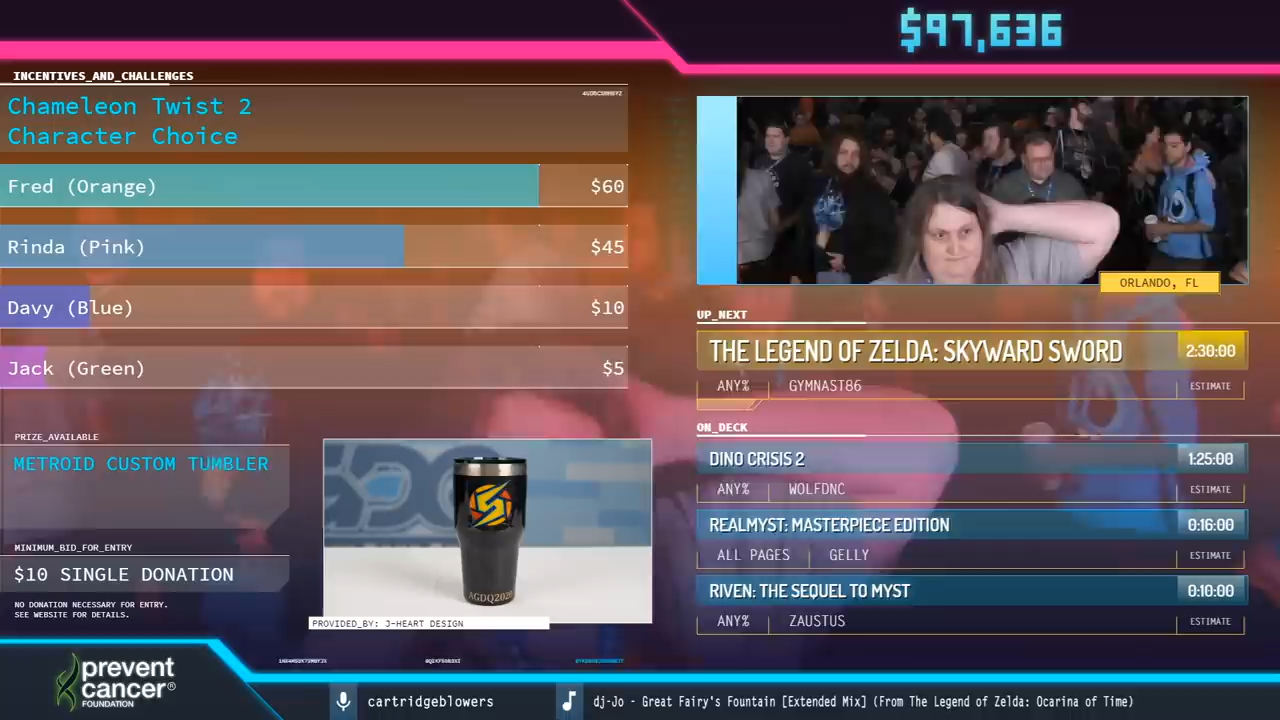 $97,636
INCENTIVES_AND_CHALLENGES
Chameleon Twist 2
Character Choice
Fred (Orange) $60
Rinda (Pink) $45
Davy (Blue) $10
Jack (Green) $5
PRIZE_AVAILABLE
METROID CUSTOM TUMBLER
MINIMUM_BID_FOR_ENTRY
$10 SINGLE DONATION
NO DONATION NECESSARY FOR ENTRY.
SEE WEBSITE FOR DETAILS.
AGDQ2020
PROVIDED_BY: J-HEART DESIGN
ORLANDO, FL
UP_NEXT
THE LEGEND OF ZELDA: SKYWARD SWORD 2:30:00
ANY% GYMNAST86 ESTIMATE
ON_DECK
DINO CRISIS 2 1:25:00
ANY% WOLFDNC ESTIMATE
REALMYST: MASTERPIECE EDITION 0:16:00
ALL PAGES GELLY ESTIMATE
RIVEN: THE SEQUEL TO MYST 0:10:00
ANY% ZAUSTUS ESTIMATE
prevent
cancer®
FOUNDATION
cartridgeblowers
dj-Jo - Great Fairy's Fountain [Extended Mix] (From The Legend of Zelda: Ocarina of Time)